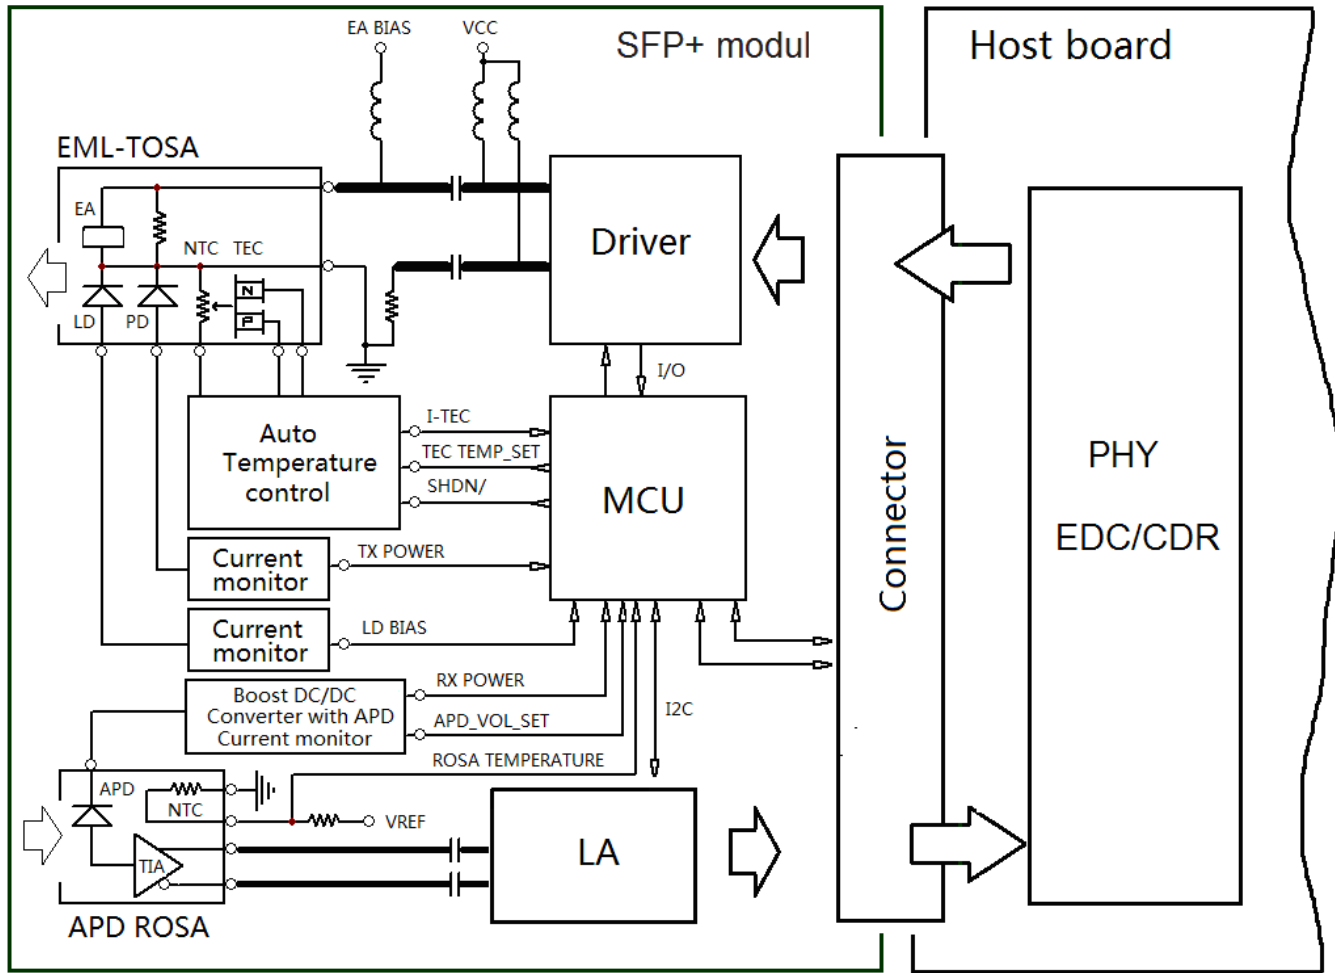 EA BIAS
VCC
SFP+ modul
Host board
EML-TOSA
EA
NTC TEC
N
P
LD
PD
Driver
I/O
Auto
Temperature
control
I-TEC
TEC TEMP_SET
SHDN/
MCU
Connector
PHY
EDC/CDR
Current
monitor
TX POWER
Current
monitor
LD BIAS
Boost DC/DC
Converter with APD
Current monitor
RX POWER
APD_VOL_SET
I2C
ROSA TEMPERATURE
APD
NTC
VREF
TIA
LA
APD ROSA